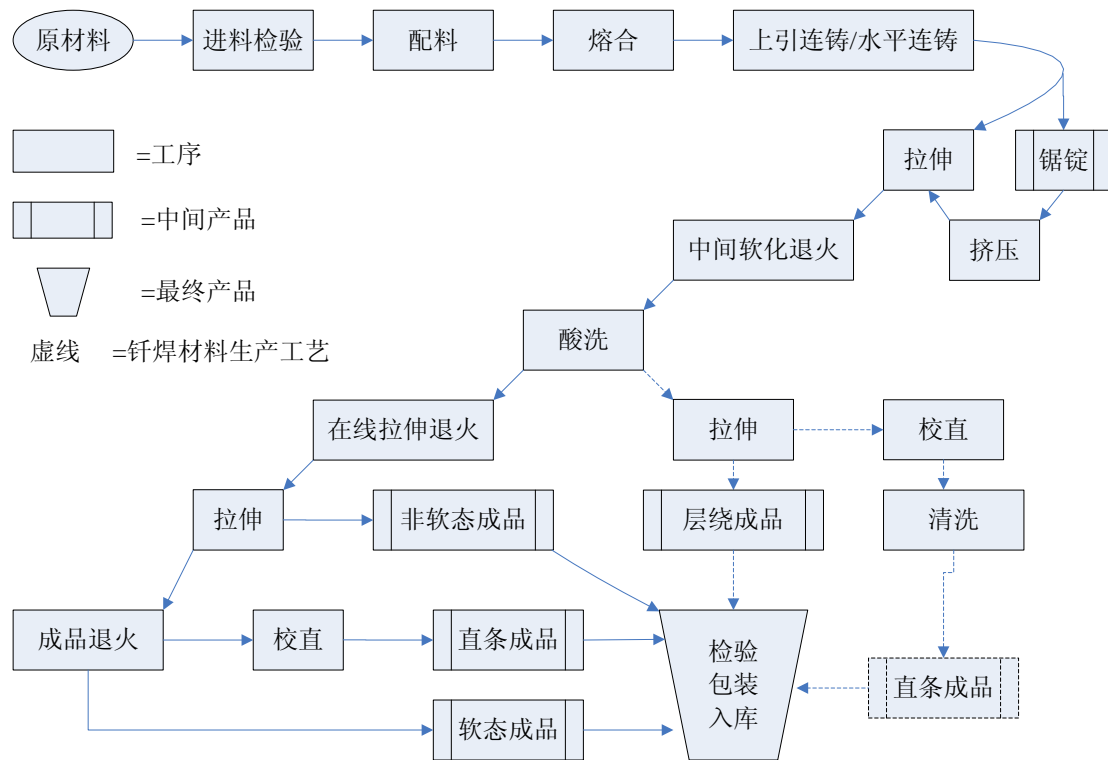 原材料
进料检验
配料
熔合
上引连铸/水平连铸
=工序
拉伸
锯锭
=中间产品
中间软化退火
挤压
=最终产品
酸洗
虚线 =钎焊材料生产工艺
在线拉伸退火
拉伸
校直
拉伸
非软态成品
层绕成品
清洗
成品退火
校直
直条成品
检验
包装
入库
直条成品
软态成品